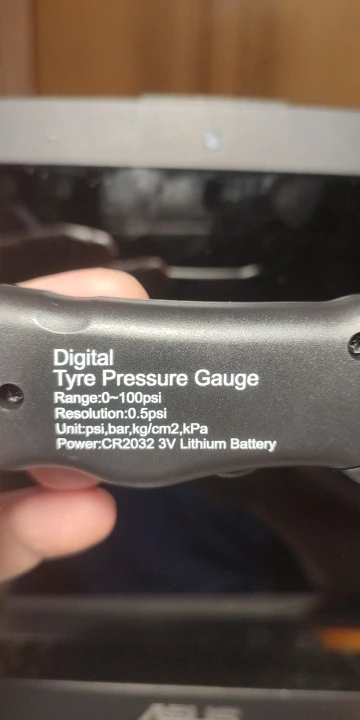 Digital
Tyre Pressure Gauge
Range:0~100psi
Resolution:0.5psi
Unit:psi,bar,kg/cm2,kPa
Power:CR2032 3V Lithium Battery
ASUS